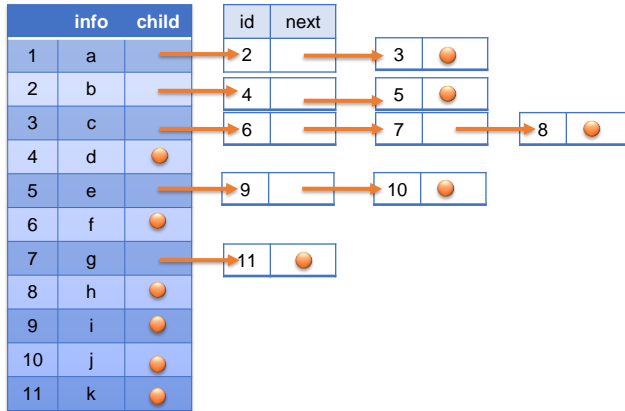 info child id next
1 a 2 3
2 b 4 5
3 c 6 7 8
4 d
5 e 9 10
6 f
7 g 11
8 h
9 i
10 j
11 k